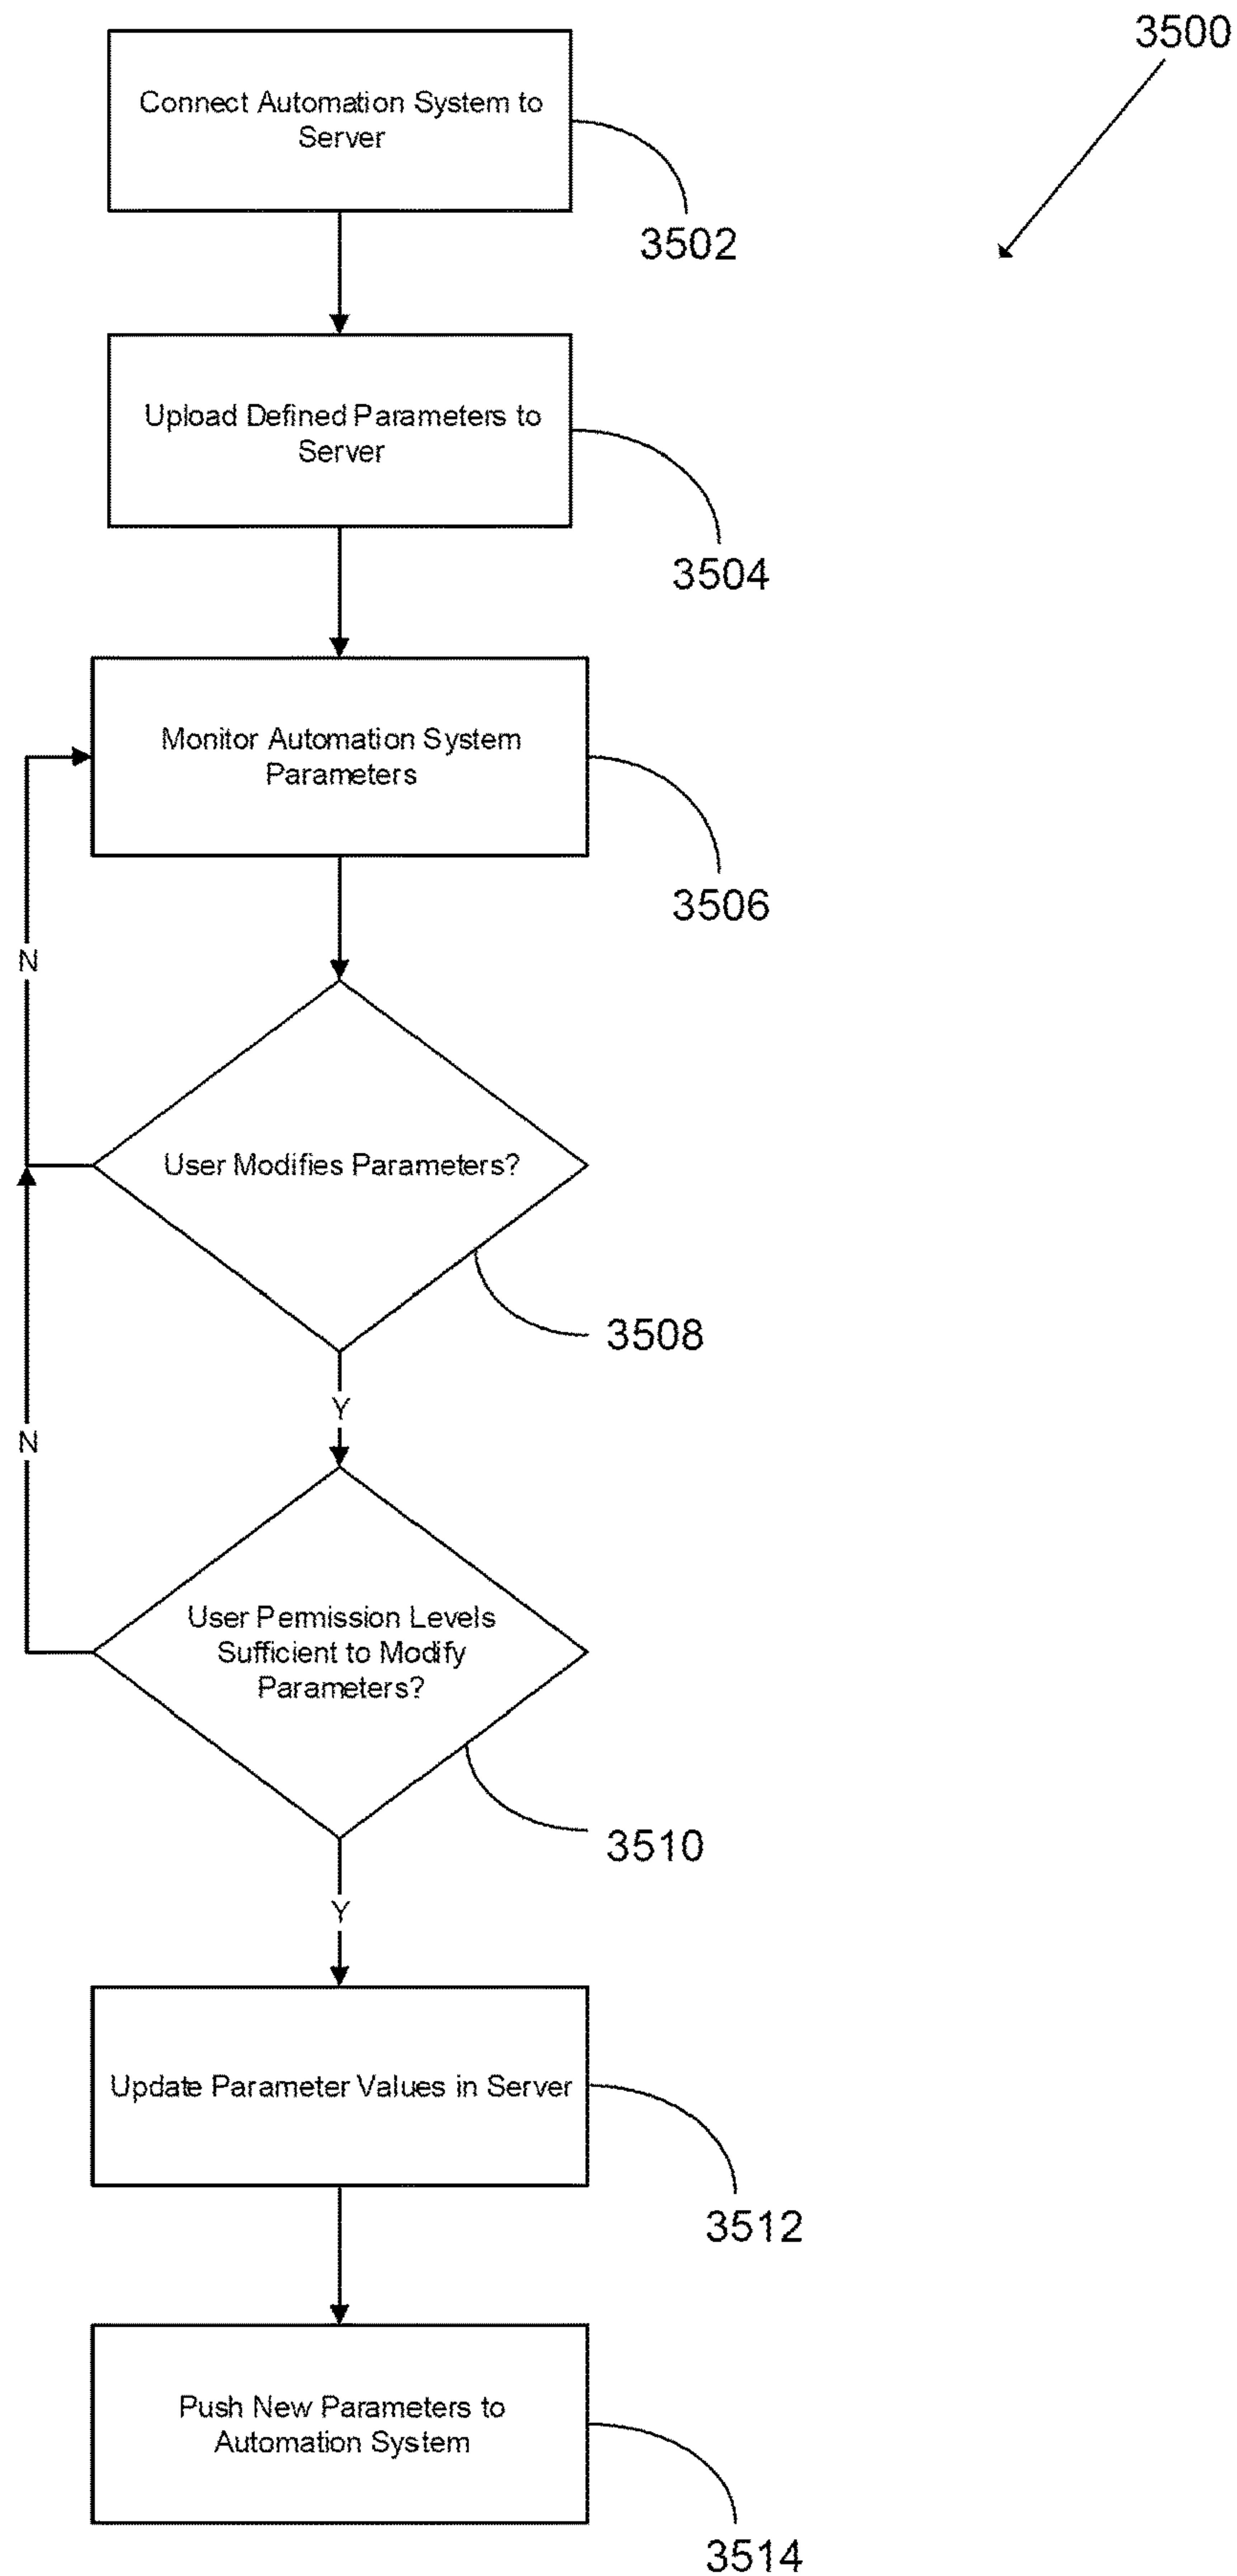 3500
Connect Automation System to
Server
3502
Upload Defined Parameters to
Server
3504
Monitor Automation System
Parameters
3506
N
User Modifies Parameters?
3508
Y
N
User Permission Levels
Sufficient to Modify
Parameters?
3510
Y
Update Parameter Values in Server
3512
Push New Parameters to
Automation System
3514